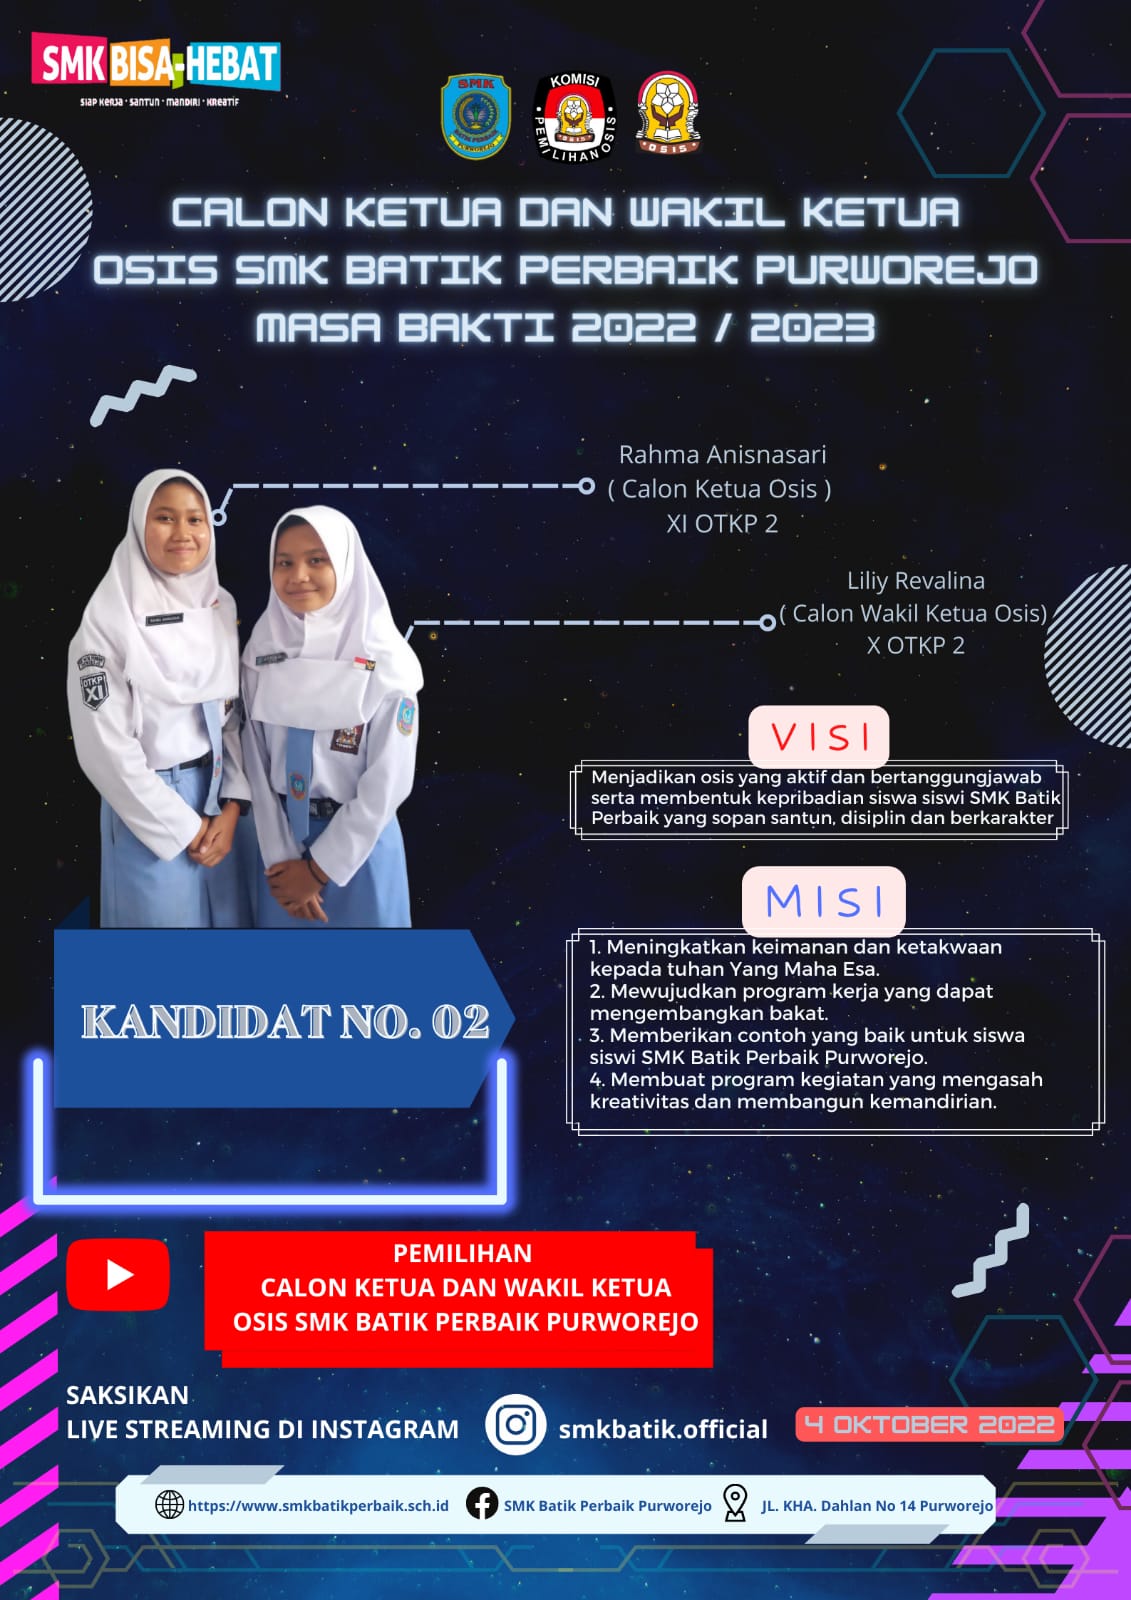 SMK BISA-HEBAT
SIAP KERJA · SANTUN · MANDIRI · KREATIF
SMK
PURWOREJO
KOMISI
PEMILIHAN OSIS
OSIS
OSIS
CALON KETUA DAN WAKIL KETUA
OSIS SMK BATIK PERBAIK PURWOREJO
MASA BAKTI 2022 / 2023
Rahma Anisnasari
( Calon Ketua Osis )
XI OTKP 2
Liliy Revalina
( Calon Wakil Ketua Osis)
X OTKP 2
OTKP
XI
VISI
Menjadikan osis yang aktif dan bertanggungjawab
serta membentuk kepribadian siswa siswi SMK Batik
Perbaik yang sopan santun, disiplin dan berkarakter
MISI
1. Meningkatkan keimanan dan ketakwaan
kepada tuhan Yang Maha Esa.
2. Mewujudkan program kerja yang dapat
mengembangkan bakat.
3. Memberikan contoh yang baik untuk siswa
siswi SMK Batik Perbaik Purworejo.
4. Membuat program kegiatan yang mengasah
kreativitas dan membangun kemandirian.
KANDIDAT NO. 02
PEMILIHAN
CALON KETUA DAN WAKIL KETUA
OSIS SMK BATIK PERBAIK PURWOREJO
SAKSIKAN
LIVE STREAMING DI INSTAGRAM
smkbatik.official
4 OKTOBER 2022
https://www.smkbatikperbaik.sch.id
SMK Batik Perbaik Purworejo
JL. KHA. Dahlan No 14 Purworejo